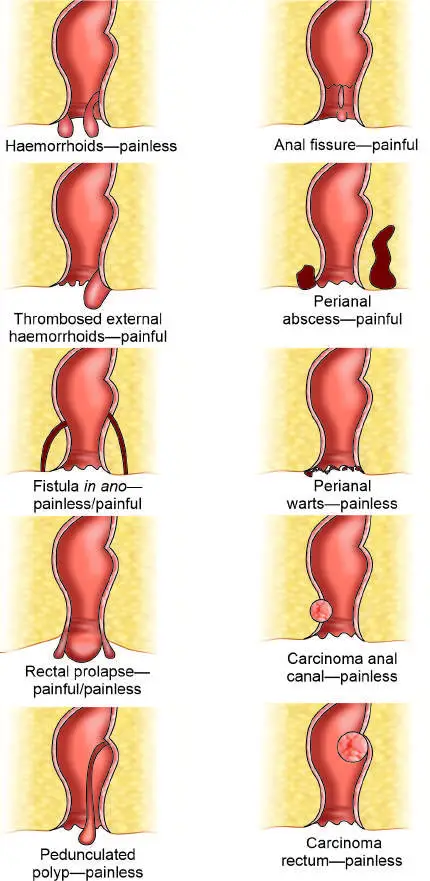 Haemorrhoids—painless
Anal fissure—painful
Thrombosed external
haemorrhoids—painful
Perianal
abscess—painful
Fistula in ano—
painless/painful
Perianal
warts—painless
Rectal prolapse—
painful/painless
Carcinoma anal
canal—painless
Pedunculated
polyp—painless
Carcinoma
rectum—painless